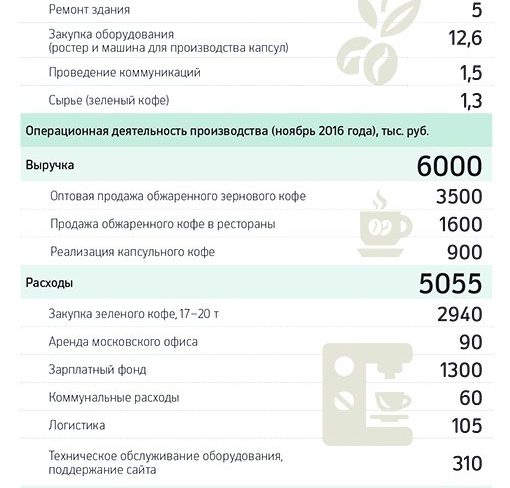 Ремонт здания 5
Закупка оборудования
(ростер и машина для производства капсул) 12,6
Проведение коммуникаций 1,5
Сырье (зеленый кофе) 1,3
Операционная деятельность производства (ноябрь 2016 года), тыс. руб.
Выручка 6000
Оптовая продажа обжаренного зернового кофе 3500
Продажа обжаренного кофе в рестораны 1600
Реализация капсульного кофе 900
Расходы 5055
Закупка зеленого кофе, 17–20 т 2940
Аренда московского офиса 90
Зарплатный фонд 1300
Коммунальные расходы 60
Логистика 105
Техническое обслуживание оборудования,
поддержание сайта 310